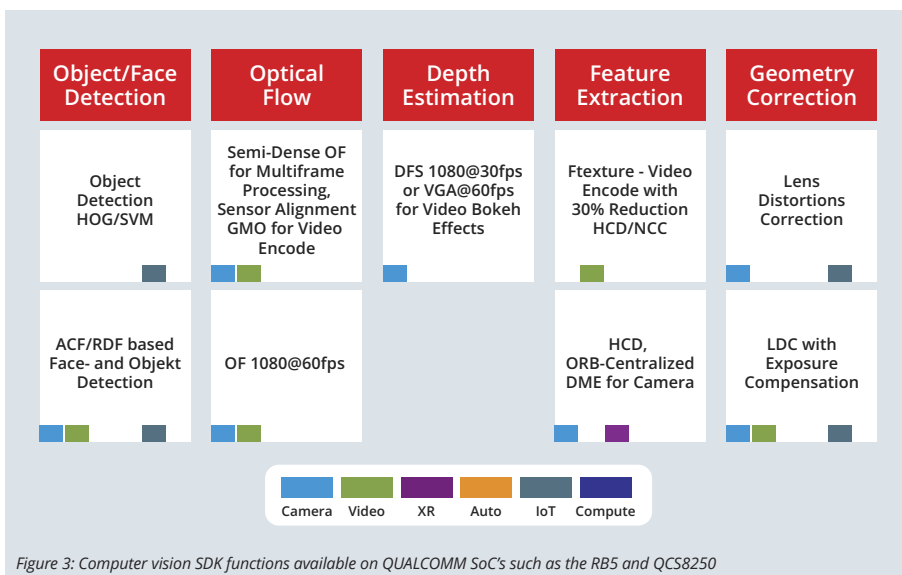 Object/Face
Detection
Optical
Flow
Depth
Estimation
Feature
Extraction
Geometry
Correction
Object
Detection
HOG/SVM
Semi-Dense OF
for Multiframe
Processing,
Sensor Alignment
GMO for Video
Encode
DFS 1080@30fps
or VGA@60fps
for Video Bokeh
Effects
Ftexture - Video
Encode with
30% Reduction
HCD/NCC
Lens
Distortions
Correction
ACF/RDF based
Face- and Objekt
Detection
OF 1080@60fps
HCD,
ORB-Centralized
DME for Camera
LDC with
Exposure
Compensation
Camera Video XR Auto IoT Compute
Figure 3: Computer vision SDK functions available on QUALCOMM SoC's such as the RB5 and QCS8250